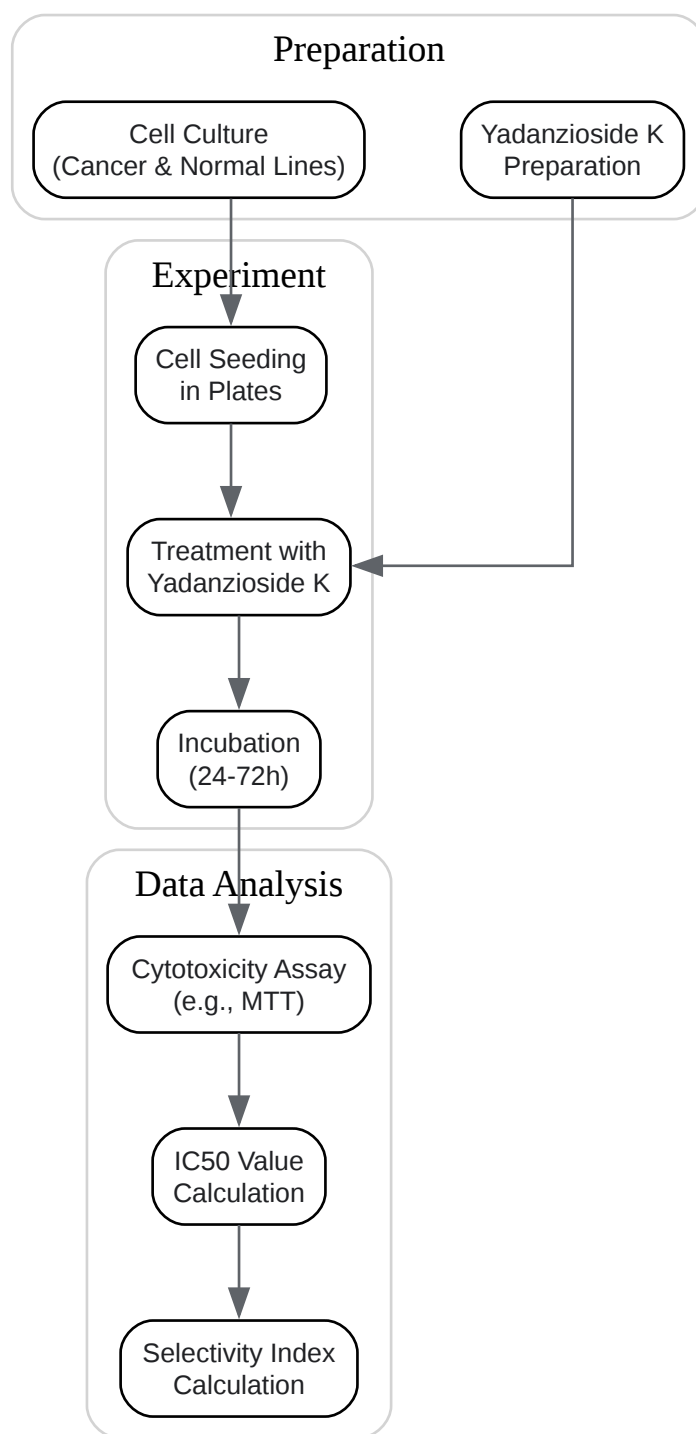 Preparation
Cell Culture
(Cancer & Normal Lines)
Yadanzioside K
Preparation
Experiment
Cell Seeding
in Plates
Treatment with
Yadanzioside K
Incubation
(24-72h)
Data Analysis
Cytotoxicity Assay
(e.g., MTT)
IC50 Value
Calculation
Selectivity Index
Calculation